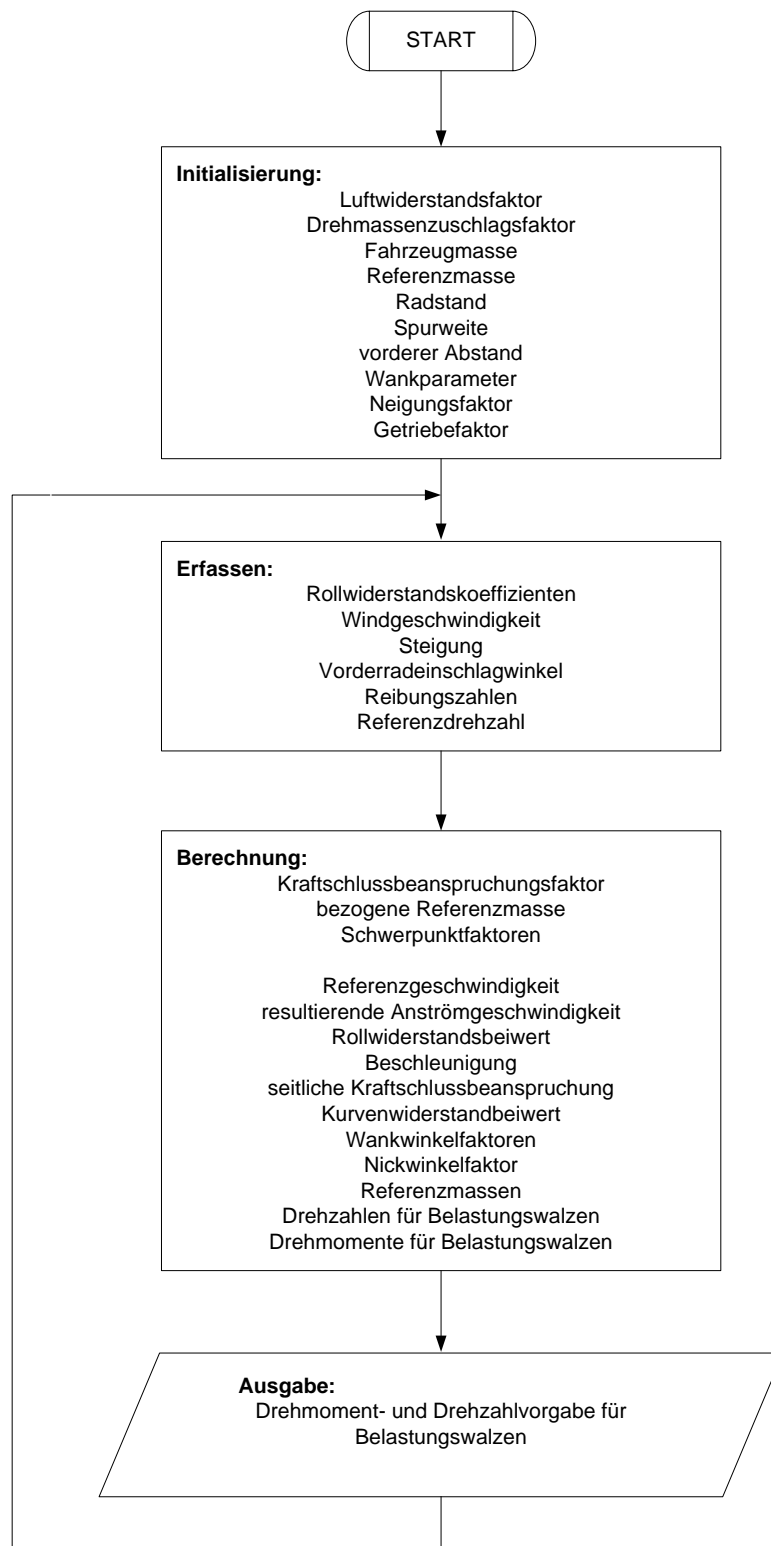 START
Initialisierung:
Luftwiderstandsfaktor
Drehmassenzuschlagsfaktor
Fahrzeugmasse
Referenzmasse
Radstand
Spurweite
vorderer Abstand
Wankparameter
Neigungsfaktor
Getriebefaktor
Erfassen:
Rollwiderstandskoeffizienten
Windgeschwindigkeit
Steigung
Vorderradeinschlagwinkel
Reibungszahlen
Referenzdrehzahl
Berechnung:
Kraftschlussbeanspruchungsfaktor
bezogene Referenzmasse
Schwerpunktfaktoren
Referenzgeschwindigkeit
resultierende Anströmgeschwindigkeit
Rollwiderstandsbeiwert
Beschleunigung
seitliche Kraftschlussbeanspruchung
Kurvenwiderstandbeiwert
Wankwinkelfaktoren
Nickwinkelfaktor
Referenzmassen
Drehzahlen für Belastungswalzen
Drehmomente für Belastungswalzen
Ausgabe:
Drehmoment- und Drehzahlvorgabe für
Belastungswalzen